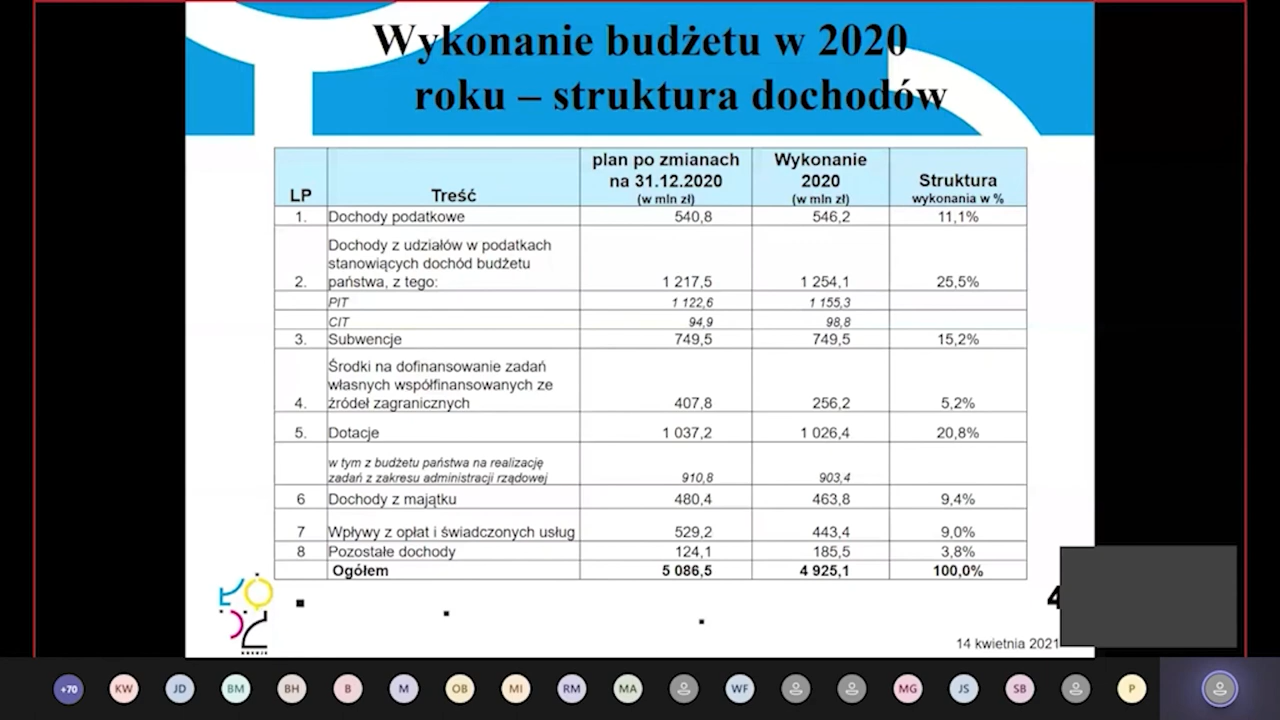 Wykonanie budżetu w 2020
roku – struktura dochodów
LP Treść plan po zmianach na 31.12.2020 (w mln zł) Wykonanie 2020 (w mln zł) Struktura wykonania w %
1. Dochody podatkowe 540,8 546,2 11,1%
Dochody z udziałów w podatkach
stanowiących dochód budżetu
2. państwa, z tego: 1 217,5 1 254,1 25,5%
PIT 1 122,6 1 155,3
CIT 94,9 98,8
3. Subwencje 749,5 749,5 15,2%
Środki na dofinansowanie zadań
własnych współfinansowanych ze
4. źródeł zagranicznych 407,8 256,2 5,2%
5. Dotacje 1 037,2 1 026,4 20,8%
w tym z budżetu państwa na realizację
zadań z zakresu administracji rządowej 910,8 903,4
6 Dochody z majątku 480,4 463,8 9,4%
7 Wpływy z opłat i świadczonych usług 529,2 443,4 9,0%
8 Pozostałe dochody 124,1 185,5 3,8%
Ogółem 5 086,5 4 925,1 100,0%
4
14 kwietnia 2021
+70 KW JD BM BH B M OB MI RM MA WF MG JS SB P